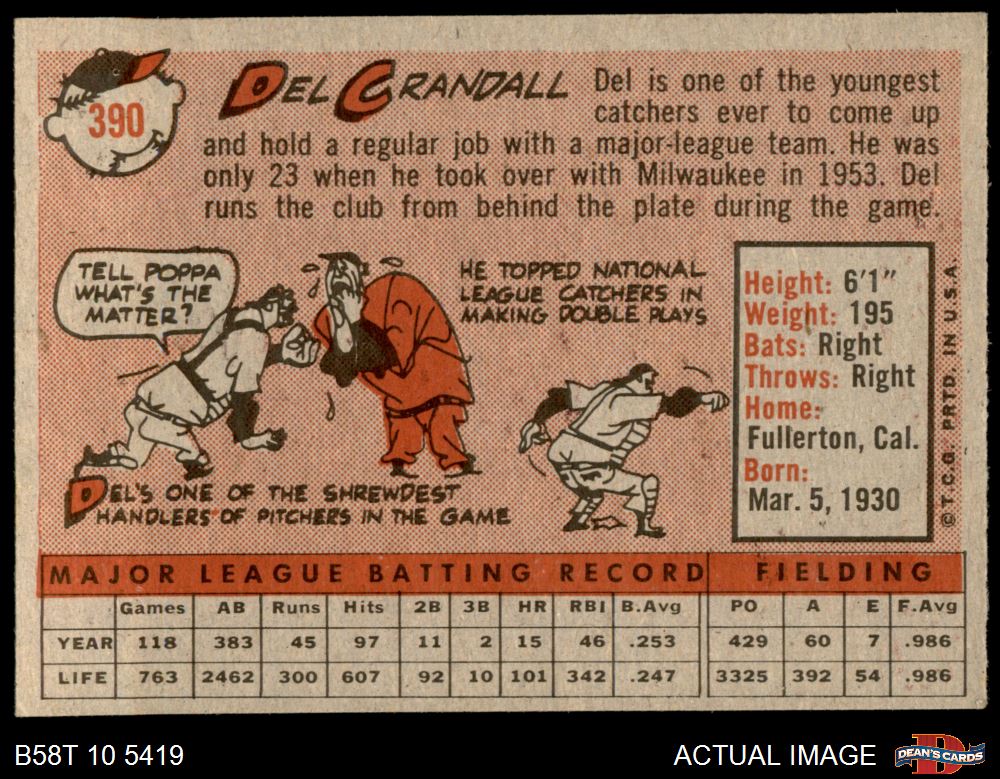 390
DEL CRANDALL
Del is one of the youngest
catchers ever to come up
and hold a regular job with a major-league team. He was
only 23 when he took over with Milwaukee in 1953. Del
runs the club from behind the plate during the game.
TELL POPPA
WHAT'S THE
MATTER?
HE TOPPED NATIONAL
LEAGUE CATCHERS IN
MAKING DOUBLE PLAYS
DEL'S ONE OF THE SHREWDEST
HANDLERS OF PITCHERS IN THE GAME
Height: 6'1"
Weight: 195
Bats: Right
Throws: Right
Home:
Fullerton, Cal.
Born:
Mar. 5, 1930
© T.C.G. PRTD. IN U.S.A.
MAJOR LEAGUE BATTING RECORD FIELDING
Games AB Runs Hits 2B 3B HR RBI B.Avg PO A E F.Avg
YEAR 118 383 45 97 11 2 15 46 .253 429 60 7 .986
LIFE 763 2462 300 607 92 10 101 342 .247 3325 392 54 .986
B58T 10 5419 ACTUAL IMAGE
D
DEAN'S CARDS